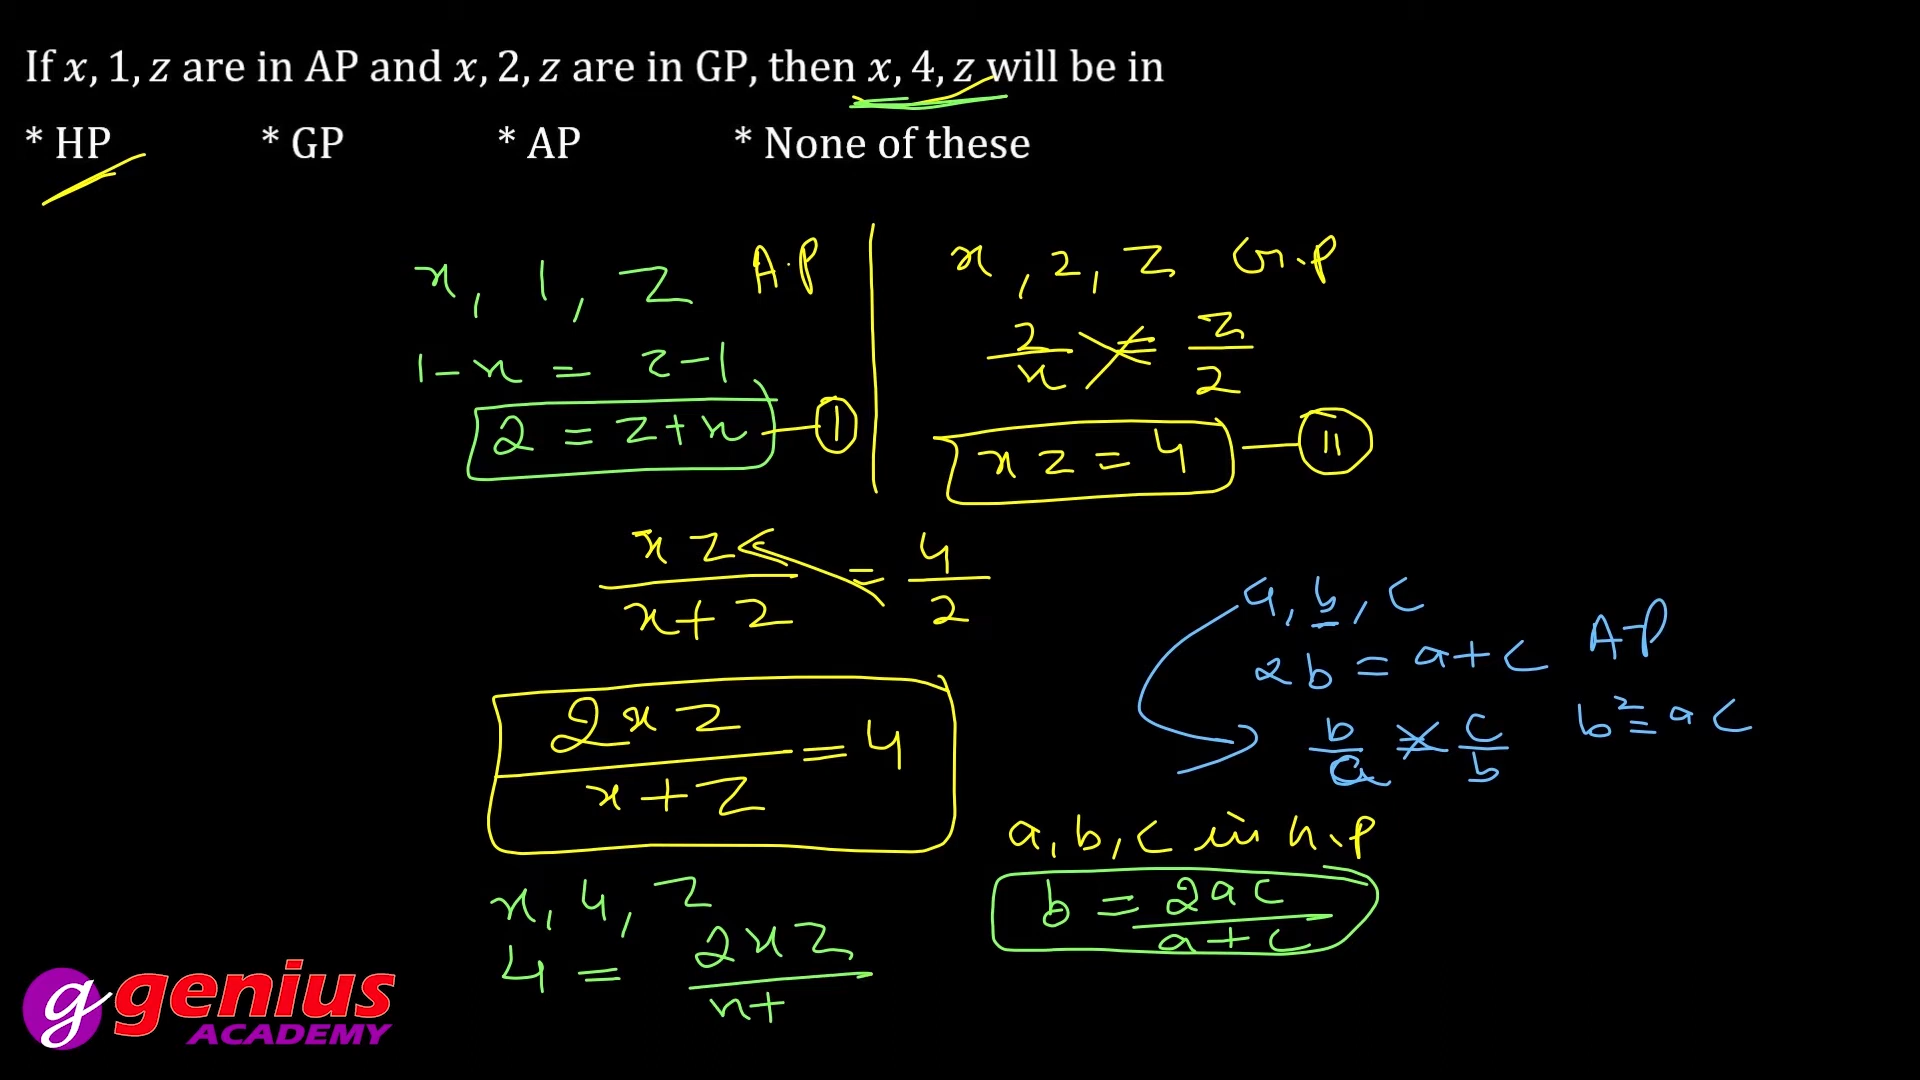 If x, 1, z are in AP and x, 2, z are in GP, then x, 4, z will be in
* HP * GP * AP * None of these
x, 1, z A.P
1-x = z-1
2 = z+x — I
x, 2, z G.P
2/x = z/2
xz = 4 — II
xz/x+z = 4/2
2xz/x+z = 4
x, 4, z
4 = 2xz/x+
a, b, c
2b = a+c AP
b/a = c/b b²=ac
a, b, c in h.p
b = 2ac/a+c
g genius
ACADEMY